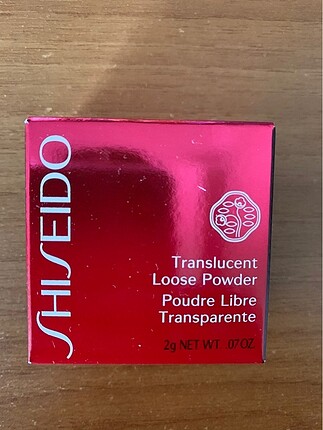 SHISEIDO
Translucent
Loose Powder
Poudre Libre
Transparente
2g NET WT. .07 OZ.